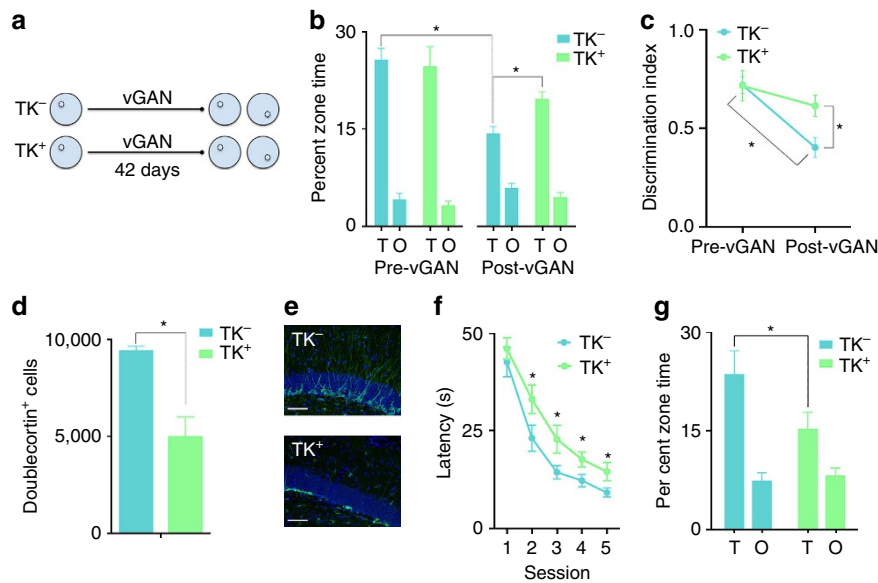 a
TK– vGAN
TK+ vGAN
42 days
b
Percent zone time
30
15
0
*
*
TK–
TK+
T O T O T O T O
Pre-vGAN Post-vGAN
c
Discrimination index
1.0
0.5
0.0
TK–
TK+
*
*
Pre-vGAN Post-vGAN
d
Doublecortin+ cells
10,000
5,000
0
*
TK–
TK+
e
TK–
TK+
f
Latency (s)
50
25
0
TK–
TK+
* * * *
1 2 3 4 5
Session
g
Per cent zone time
30
15
0
*
TK–
TK+
T O T O